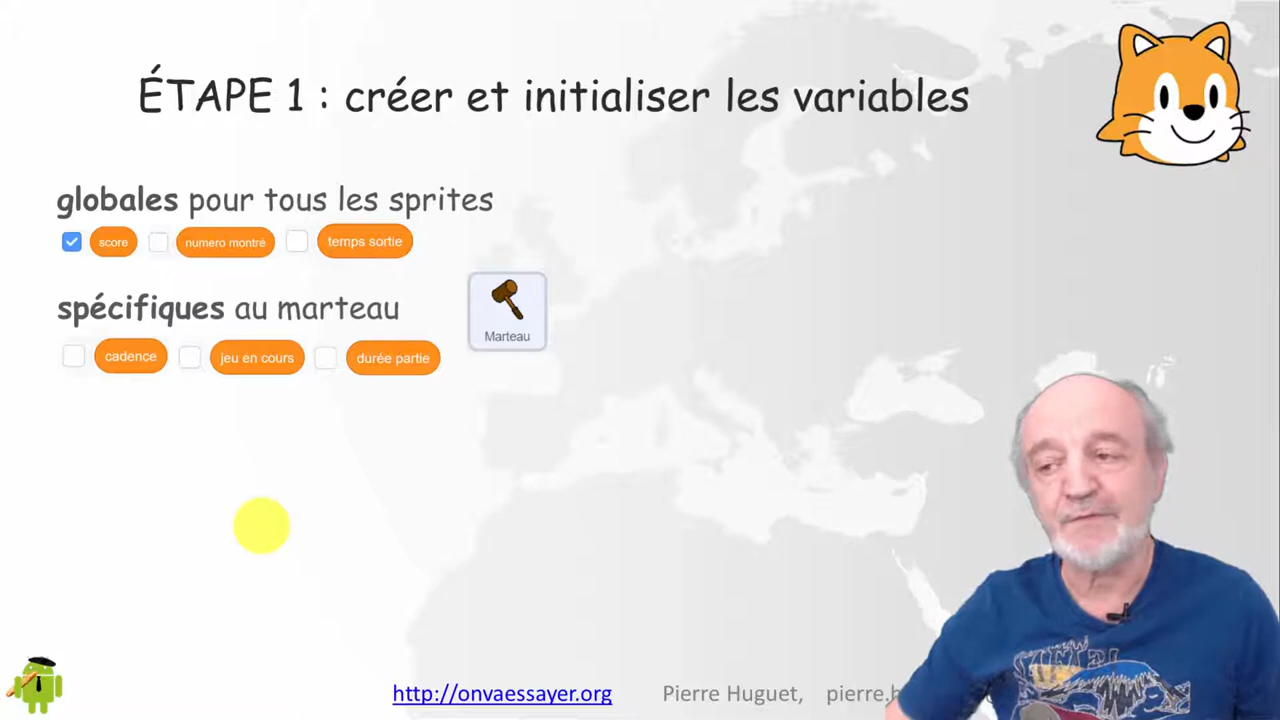 ÉTAPE 1 : créer et initialiser les variables
globales pour tous les sprites
score numero montré temps sortie
spécifiques au marteau
Marteau
cadence jeu en cours durée partie
http://onvaessayer.org Pierre Huguet,